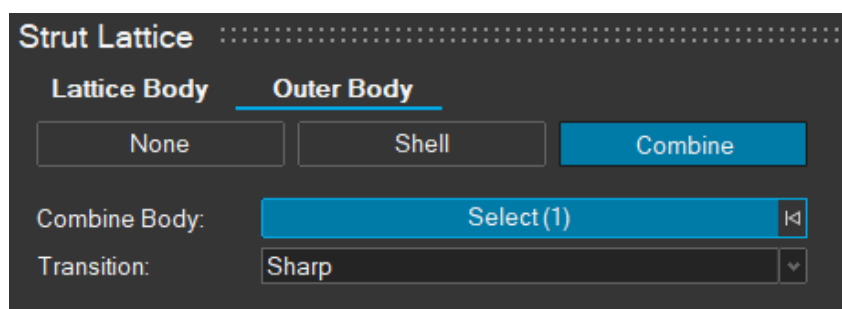 Strut Lattice
Lattice Body Outer Body
None Shell Combine
Combine Body: Select (1)
Transition: Sharp